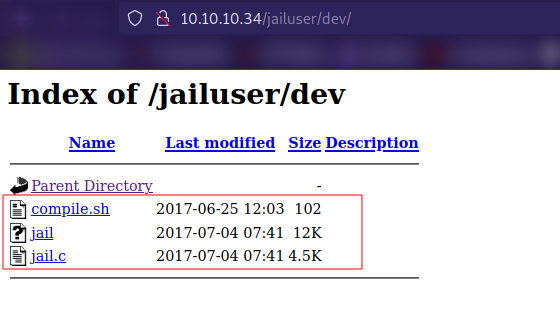 10.10.10.34/jailuser/dev/
Index of /jailuser/dev
Name Last modified Size Description
Parent Directory -
compile.sh 2017-06-25 12:03 102
jail 2017-07-04 07:41 12K
jail.c 2017-07-04 07:41 4.5K